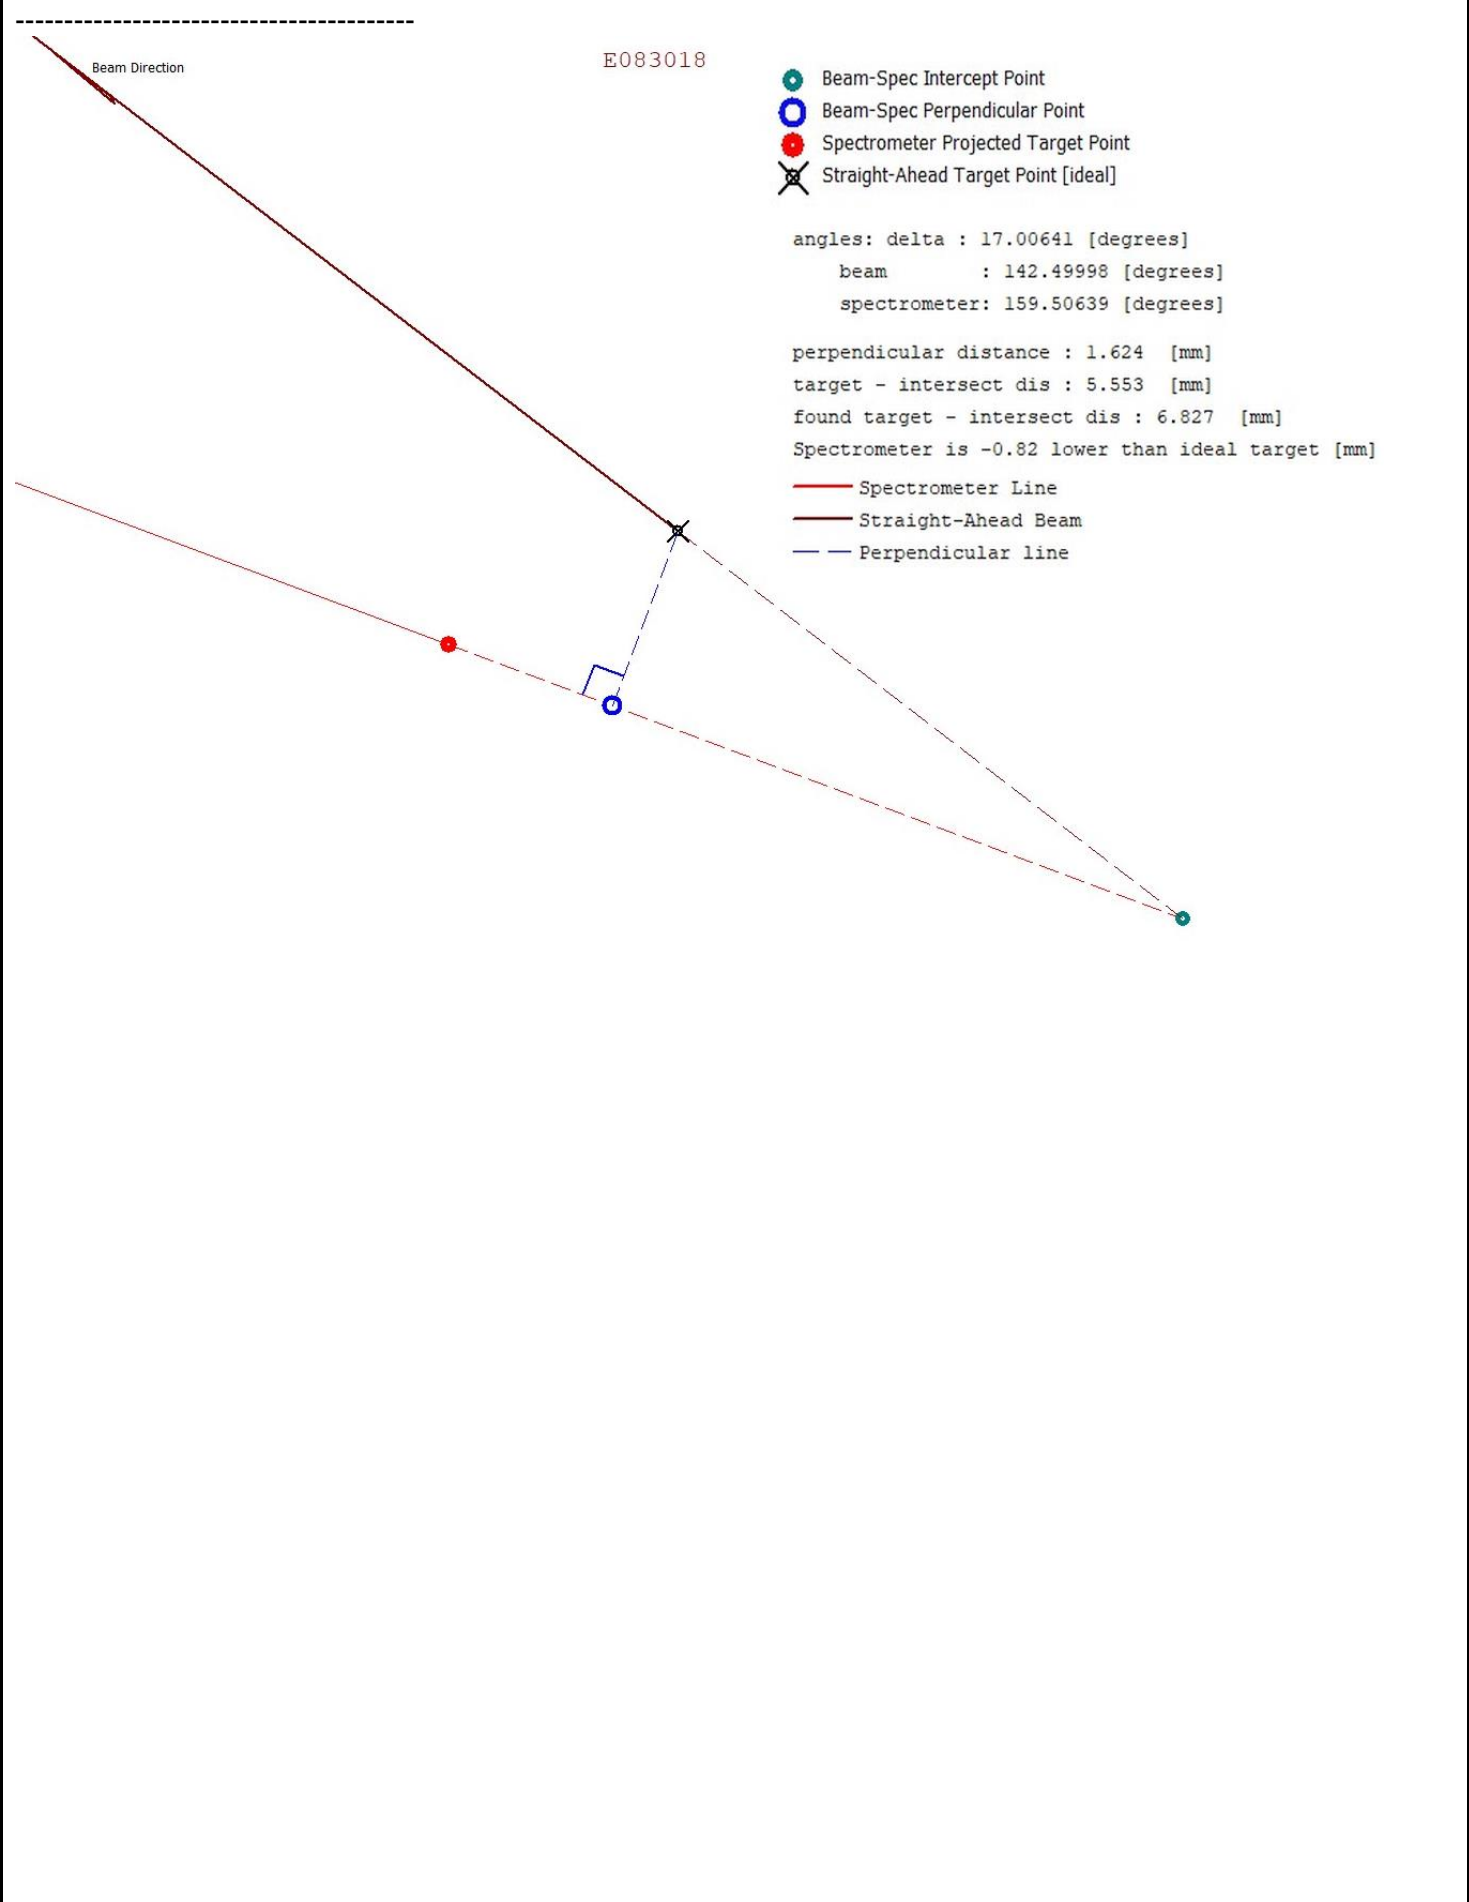 -----------------------------------------
Beam Direction
E083018
Beam-Spec Intercept Point
Beam-Spec Perpendicular Point
Spectrometer Projected Target Point
Straight-Ahead Target Point [ideal]
angles: delta : 17.00641 [degrees]
beam : 142.49998 [degrees]
spectrometer: 159.50639 [degrees]
perpendicular distance : 1.624 [mm]
target - intersect dis : 5.553 [mm]
found target - intersect dis : 6.827 [mm]
Spectrometer is -0.82 lower than ideal target [mm]
Spectrometer Line
Straight-Ahead Beam
Perpendicular line